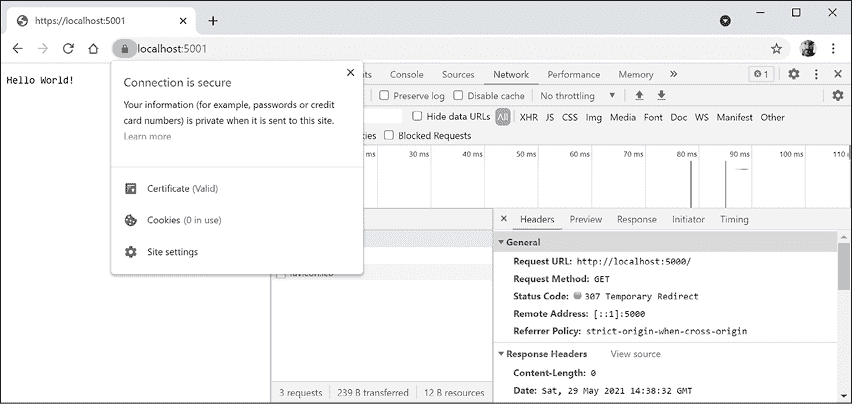 https://localhost:5001
localhost:5001
Hello World!
Connection is secure
Your information (for example, passwords or credit
card numbers) is private when it is sent to this site.
Learn more
Certificate (Valid)
Cookies (0 in use)
Site settings
Console Sources Network Performance Memory 1
Preserve log Disable cache No throttling
Hide data URLs All XHR JS CSS Img Media Font Doc WS Manifest Other
Blocked Requests
ms 40 ms 50 ms 60 ms 70 ms 80 ms 90 ms 100 ms 110
Headers Preview Response Initiator Timing
General
Request URL: http://localhost:5000/
Request Method: GET
Status Code: 307 Temporary Redirect
Remote Address: [::1]:5000
Referrer Policy: strict-origin-when-cross-origin
Response Headers View source
Content-Length: 0
Date: Sat, 29 May 2021 14:38:32 GMT
3 requests 239 B transferred 12 B resources